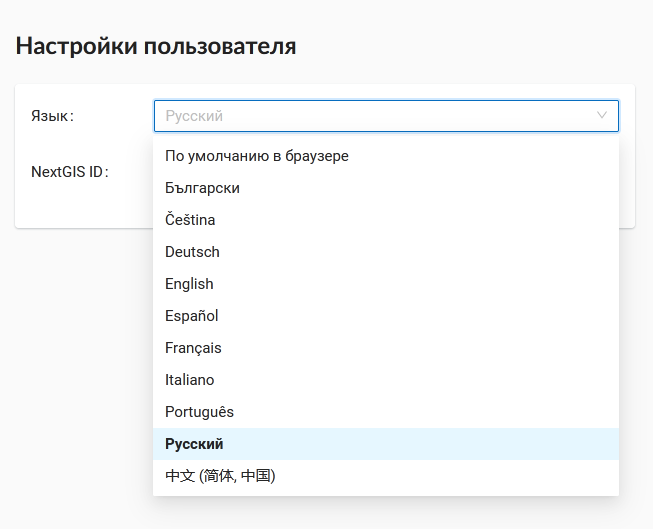 Настройки пользователя
Язык: Русский
По умолчанию в браузере
NextGIS ID:
Български
Čeština
Deutsch
English
Español
Français
Italiano
Português
Русский
中文 (简体, 中国)